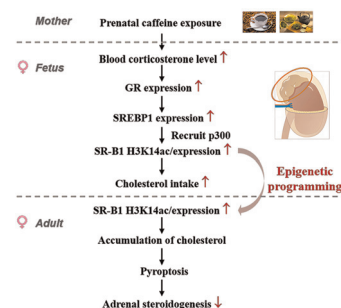 Mother
Prenatal caffeine exposure
Blood corticosterone level ↑
♀ Fetus
GR expression ↑
SREBP1 expression ↑
Recruit p300
SR-B1 H3K14ac/expression ↑
Epigenetic
programming
Cholesterol intake ↑
SR-B1 H3K14ac/expression ↑
♀ Adult
Accumulation of cholesterol
Pyroptosis
Adrenal steroidogenesis ↓